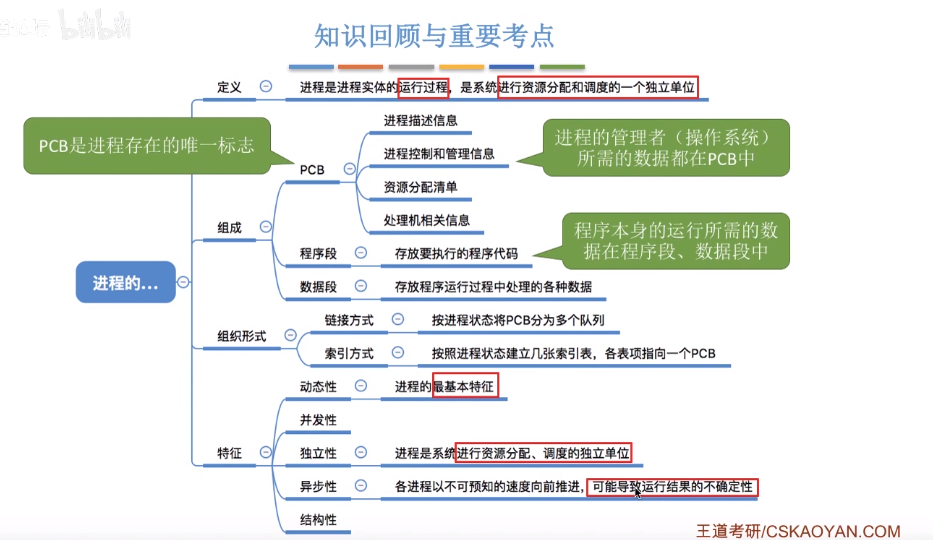 bilibili
知识回顾与重要考点
定义
进程是进程实体的运行过程，是系统进行资源分配和调度的一个独立单位
PCB是进程存在的唯一标志
进程描述信息
进程的管理者（操作系统）
所需的数据都在PCB中
进程控制和管理信息
PCB
资源分配清单
处理机相关信息
组成
程序本身的运行所需的数
据在程序段、数据段中
程序段
存放要执行的程序代码
进程的...
数据段
存放程序运行过程中处理的各种数据
链接方式
按进程状态将PCB分为多个队列
组织形式
索引方式
按照进程状态建立几张索引表，各表项指向一个PCB
动态性
进程的最基本特征
并发性
特征
独立性
进程是系统进行资源分配、调度的独立单位
异步性
各进程以不可预知的速度向前推进，可能导致运行结果的不确定性
结构性
王道考研/CSKAOYAN.COM